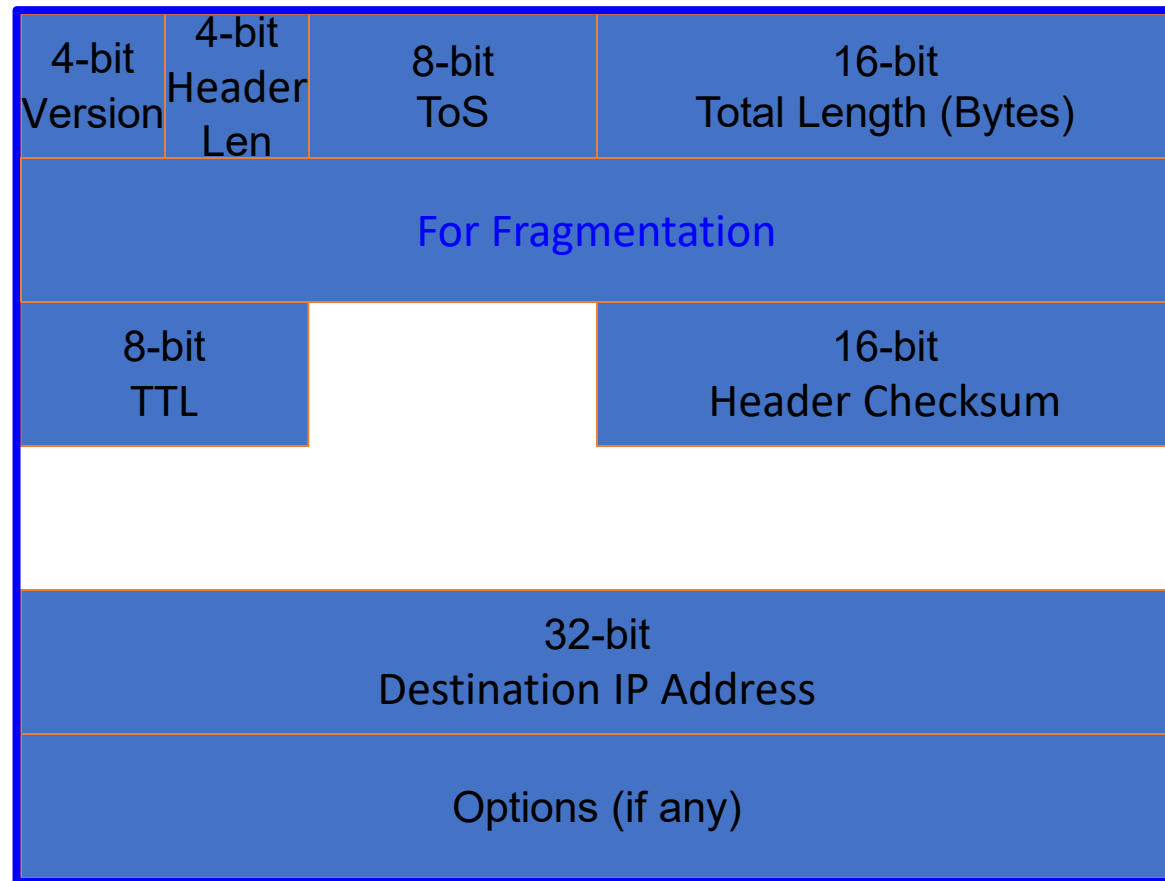 4-bit
Version
4-bit
Header
Len
8-bit
ToS
16-bit
Total Length (Bytes)
For Fragmentation
8-bit
TTL
16-bit
Header Checksum
32-bit
Destination IP Address
Options (if any)